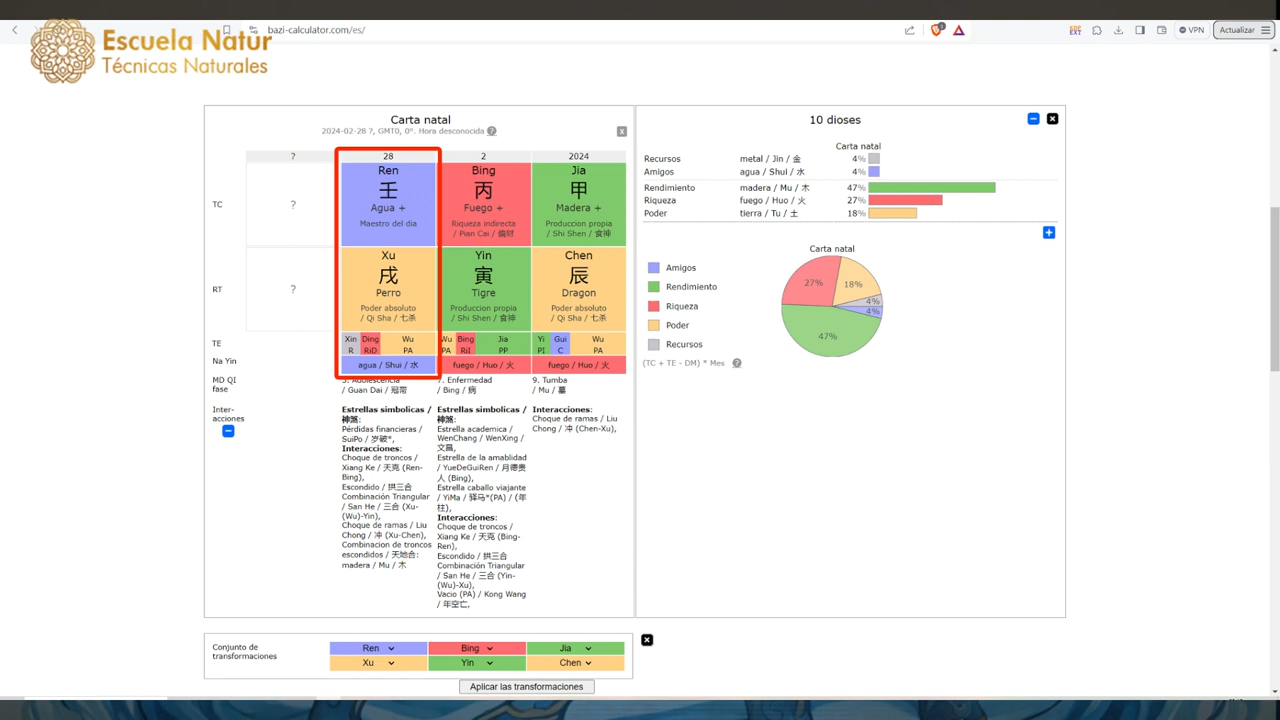 bazi-calculator.com/es/
VPN
Actualizar
Escuela Natur
Técnicas Naturales
Carta natal
2024-02-28 ?, GMT0, 0°. Hora desconocida ?
x
? 28 2 2024
TC
?
Ren
壬
Agua +
Maestro del dia
Bing
丙
Fuego +
Riqueza indirecta
/ Pian Cai / 偏财
Jia
甲
Madera +
Produccion propia
/ Shi Shen / 食神
RT
?
Xu
戌
Perro
Poder absoluto
/ Qi Sha / 七杀
Yin
寅
Tigre
Produccion propia
/ Shi Shen / 食神
Chen
辰
Dragon
Poder absoluto
/ Qi Sha / 七杀
TE
Xin Ding Wu
R RiD PA
Wu Bing Jia
PA RiI PP
Yi Gui Wu
PI C PA
Na Yin
agua / Shui / 水
fuego / Huo / 火
fuego / Huo / 火
MD QI
fase
3. Adolescencia
/ Guan Dai / 冠帝
7. Enfermedad
/ Bing / 病
9. Tumba
/ Mu / 墓
Inter-
acciones
Estrellas simbolicas /
神煞:
Pérdidas financieras /
SuiPo / 岁破*,
Interacciones:
Choque de troncos /
Xiang Ke / 天克 (Ren-
Bing),
Escondido / 拱三合
Combinación Triangular
/ San He / 三合 (Xu-
(Wu)-Yin),
Choque de ramas / Liu
Chong / 冲 (Xu-Chen),
Combinacion de troncos
escondidos / 天地合:
madera / Mu / 木
Estrellas simbolicas /
神煞:
Estrella academica /
WenChang / WenXing /
文昌,
Estrella de la amablidad
/ YueDeGuiRen / 月德贵
人 (Bing),
Estrella caballo viajante
/ YiMa / 驿马*(PA) / (年
柱),
Interacciones:
Choque de troncos /
Xiang Ke / 天克 (Bing-
Ren),
Escondido / 拱三合
Combinación Triangular
/ San He / 三合 (Yin-
(Wu)-Xu),
Vacio (PA) / Kong Wang
/ 年空亡,
Interacciones:
Choque de ramas / Liu
Chong / 冲 (Chen-Xu),
10 dioses
Carta natal
Recursos metal / Jin / 金 4%
Amigos agua / Shui / 水 4%
Rendimiento madera / Mu / 木 47%
Riqueza fuego / Huo / 火 27%
Poder tierra / Tu / 土 18%
Carta natal
Amigos
Rendimiento
Riqueza
Poder
Recursos
27%
18%
4%
4%
47%
(TC + TE - DM) * Mes ?
Conjunto de
transformaciones
Ren Bing Jia
Xu Yin Chen
Aplicar las transformaciones